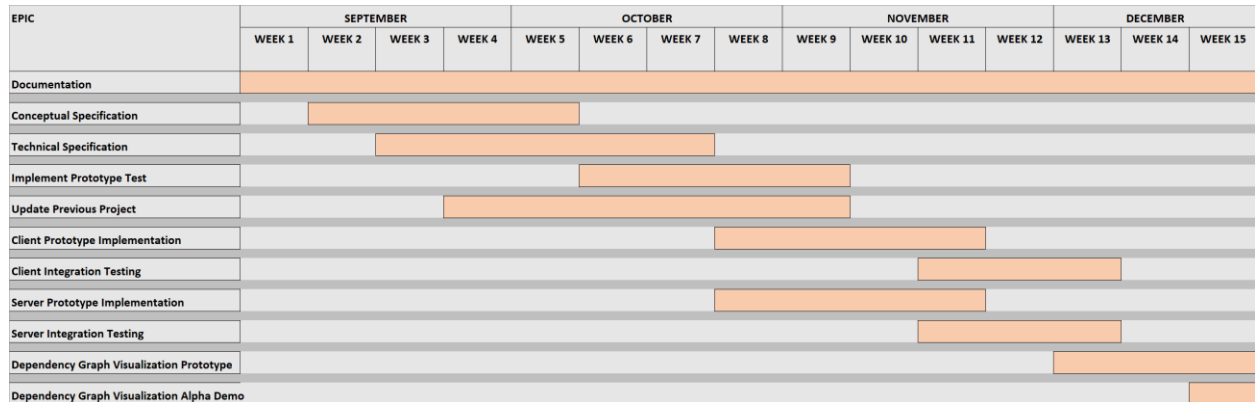 EPIC SEPTEMBER OCTOBER NOVEMBER DECEMBER
WEEK 1 WEEK 2 WEEK 3 WEEK 4 WEEK 5 WEEK 6 WEEK 7 WEEK 8 WEEK 9 WEEK 10 WEEK 11 WEEK 12 WEEK 13 WEEK 14 WEEK 15
Documentation
Conceptual Specification
Technical Specification
Implement Prototype Test
Update Previous Project
Client Prototype Implementation
Client Integration Testing
Server Prototype Implementation
Server Integration Testing
Dependency Graph Visualization Prototype
Dependency Graph Visualization Alpha Demo